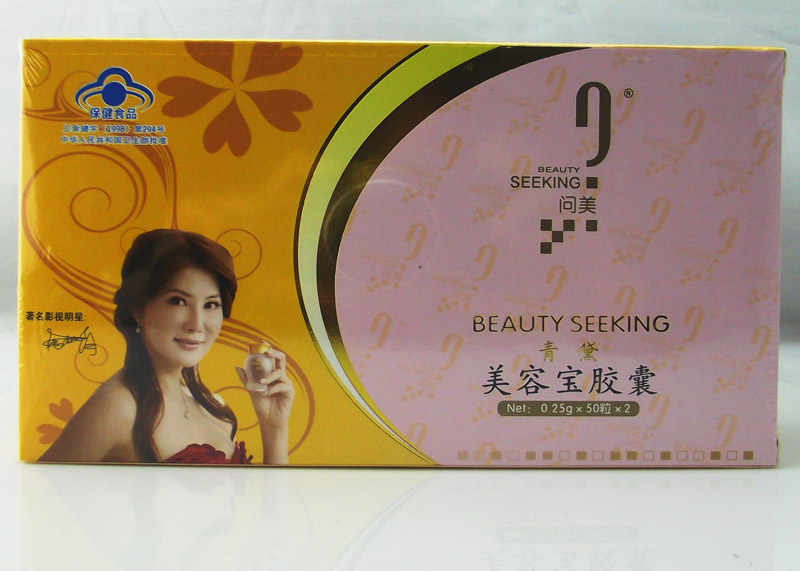 保健食品
卫食健字（1998）第294号
中华人民共和国卫生部批准
著名影视明星:
®
BEAUTY
SEEKING
问美
BEAUTY SEEKING
青黛
美容宝胶囊
Net: 0.25g×50粒×2